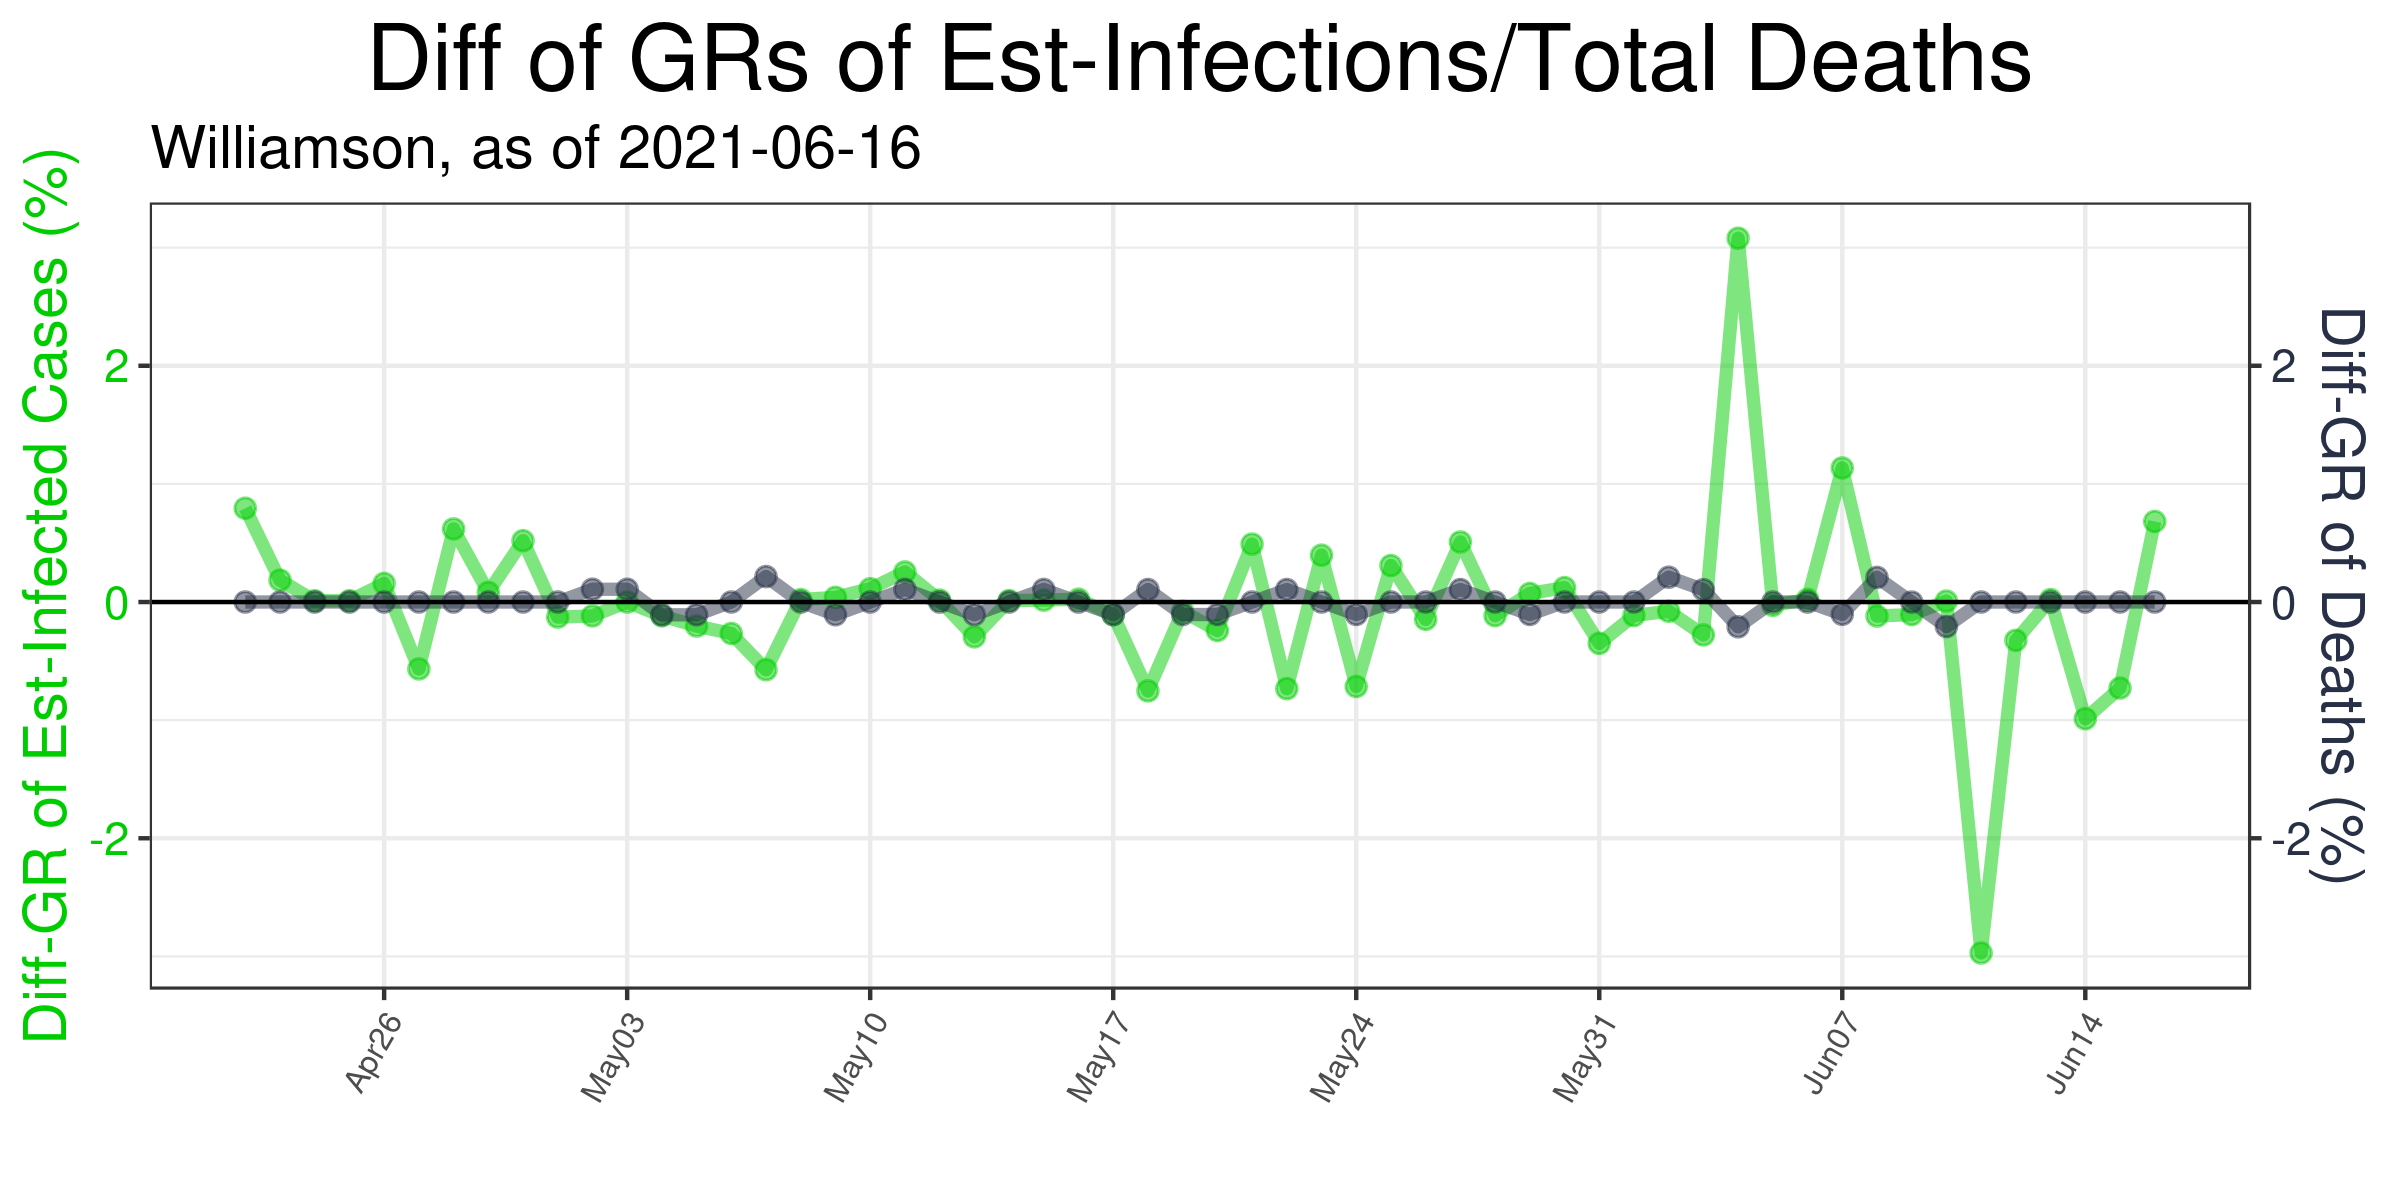 Diff of GRs of Est-Infections/Total Deaths
Williamson, as of 2021-06-16
Diff-GR of Est-Infected Cases (%)
2
0
-2
2
0
-2
Diff-GR of Deaths (%)
Apr26
May03
May10
May17
May24
May31
Jun07
Jun14